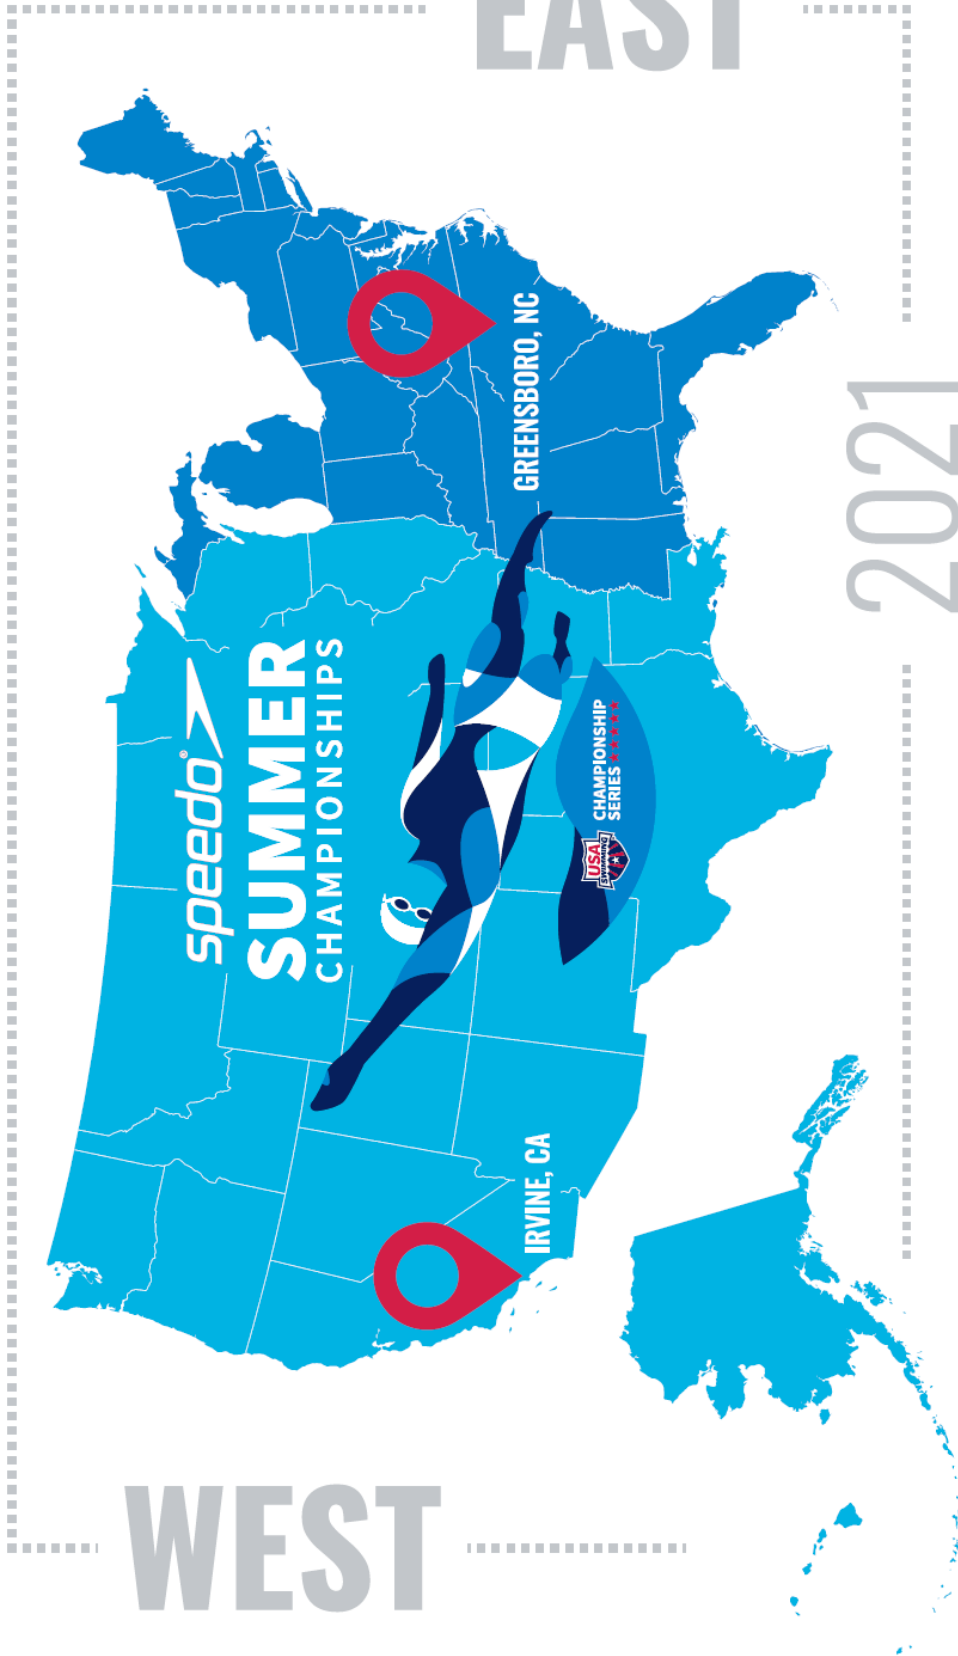 EAST
speedo®
SUMMER
CHAMPIONSHIPS
GREENSBORO, NC
CHAMPIONSHIP
SERIES
USA
SWIMMING
IRVINE, CA
2021
WEST